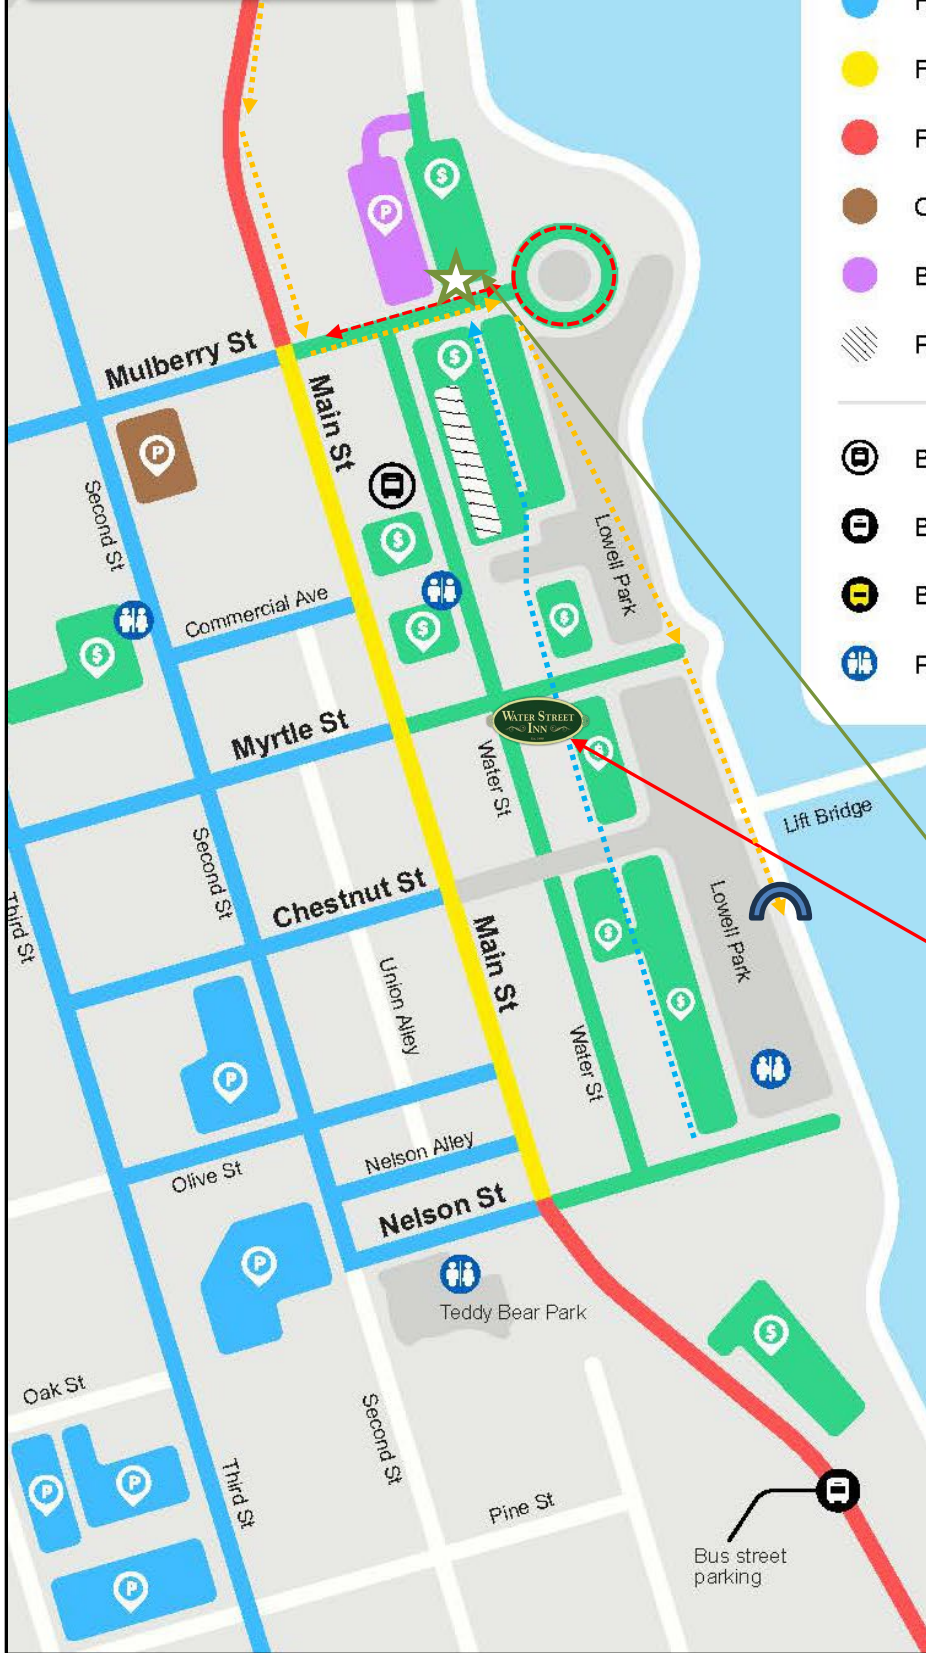 F
F
C
B
F
B
B
B
F
P
$
$
Mulberry St
P
Main St
$
Second St
Lowell Park
$
Commercial Ave
$
$
$
Myrtle St
WATER STREET
INN
Water St
$
Lift Bridge
Second St
Third St
Chestnut St
Main St
$
Lowell Park
Union Alley
$
Water St
P
Olive St
Nelson Alley
Nelson St
P
Teddy Bear Park
$
Oak St
Second St
P
P
Third St
Pine St
P
Bus street
parking